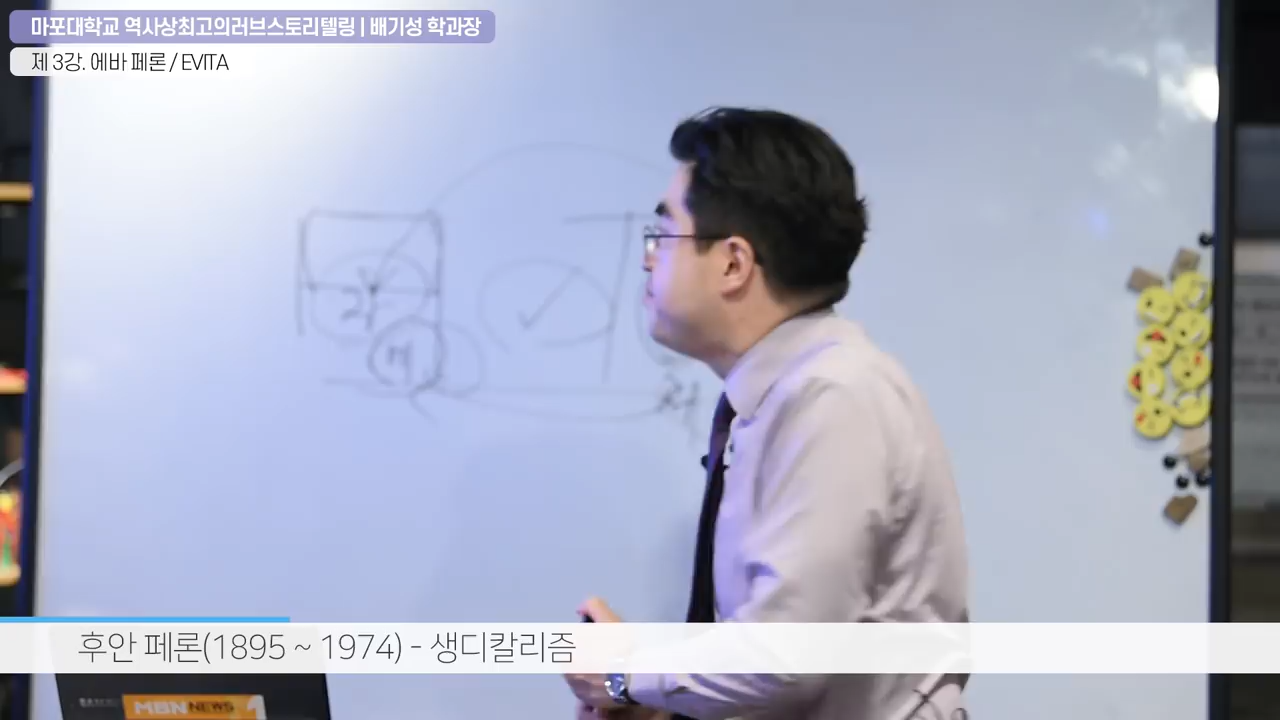 마포대학교 역사상최고의러브스토리텔링 | 배기성 학과장
제 3강. 에바 페론 / EVITA
후안 페론(1895 ~ 1974) - 생디칼리즘
MBN NEWS 1